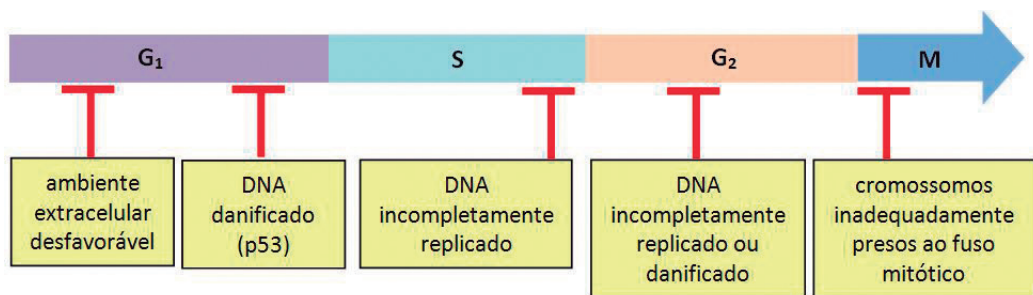 G₁ S G₂ M
ambiente
extracelular
desfavorável
DNA
danificado
(p53)
DNA
incompletamente
replicado
DNA
incompletamente
replicado ou
danificado
cromossomos
inadequadamente
presos ao fuso
mitótico